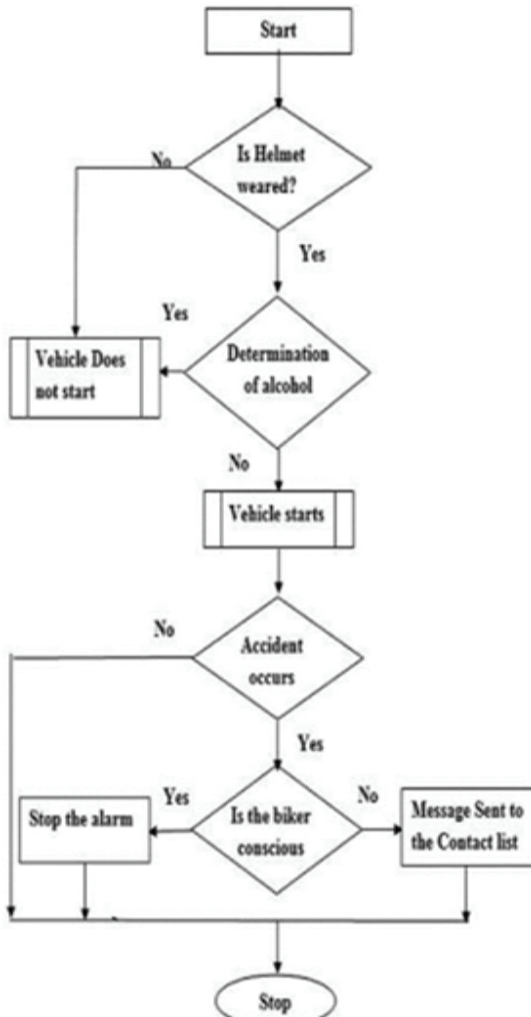 Start
Is Helmet
weared?
No
Yes
Yes
Determination
of alcohol
Vehicle Does
not start
No
Vehicle starts
No
Accident
occurs
Yes
Stop the alarm
Yes
Is the biker
conscious
No
Message Sent to
the Contact list
Stop